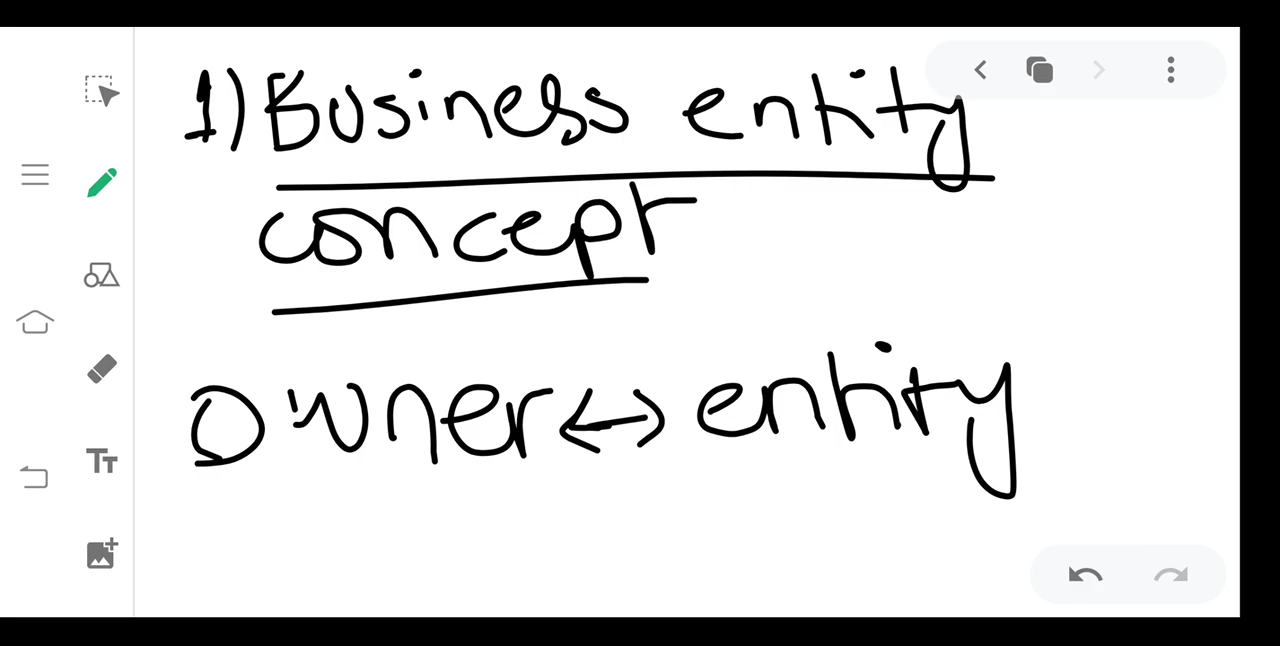 1) Business entity
concept
Owner ↔ entity